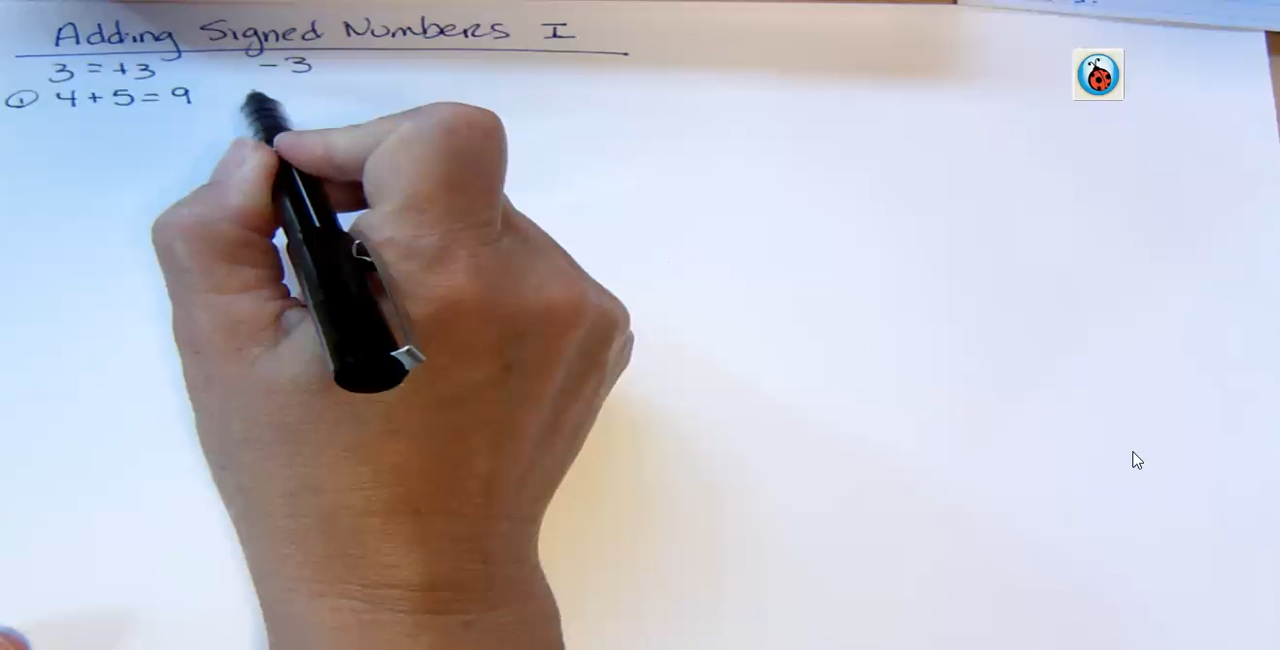 Adding Signed Numbers I
3 = +3 -3
① 4 + 5 = 9